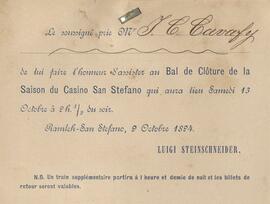 Le soussigné prie Mr J. C. Cavafy
de lui faire l'honneur d'assister au Bal de Clôture de la
Saison du Casino San Stefano qui aura lieu Samedi 13
Octobre à 9h. 1/2 du soir.
Ramleh-San Stefano, 9 Octobre 1894.
LUIGI STEINSCHNEIDER.
N.B. Un train supplémentaire partira à 1 heure et demie de nuit et les billets de
retour seront valables.